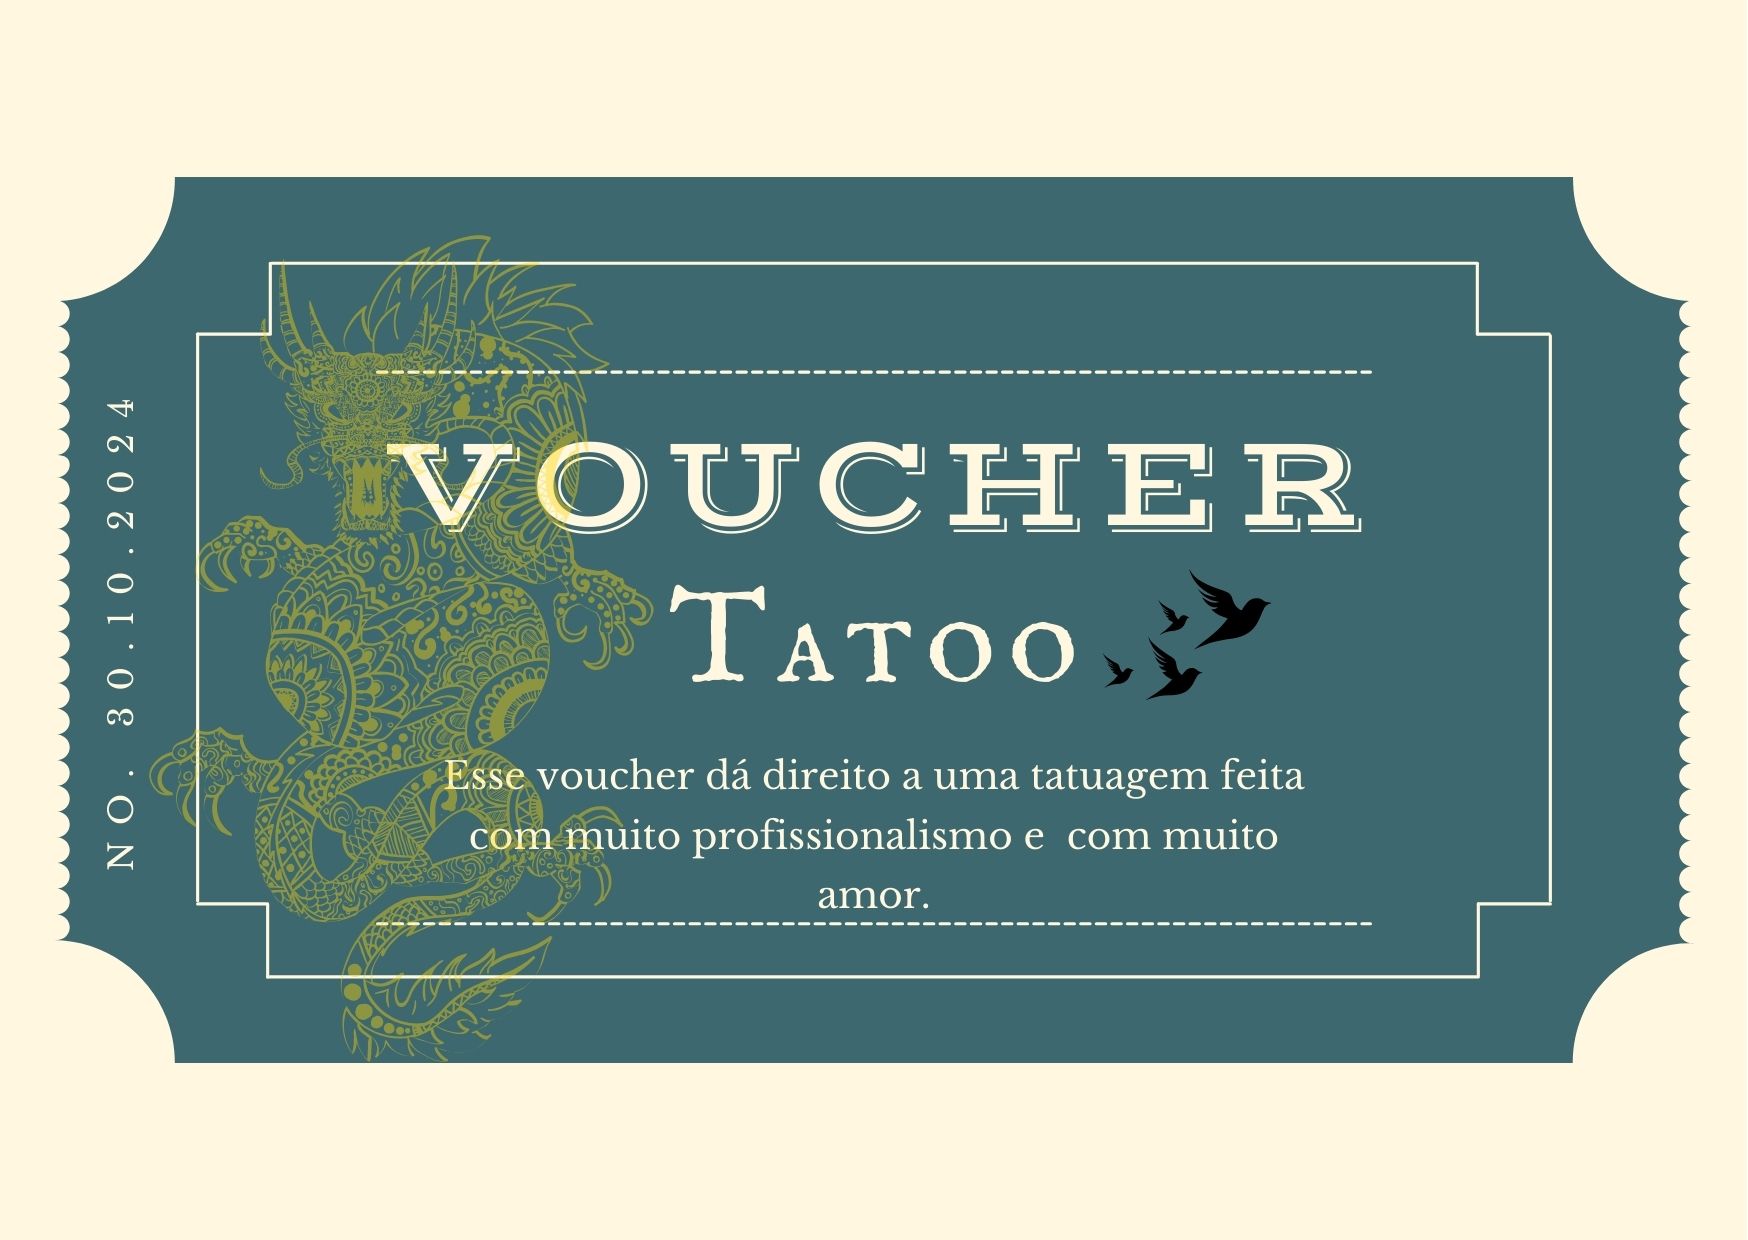 NO. 30.10.2024
VOUCHER
Tatoo
Esse voucher dá direito a uma tatuagem feita
com muito profissionalismo e com muito
amor.